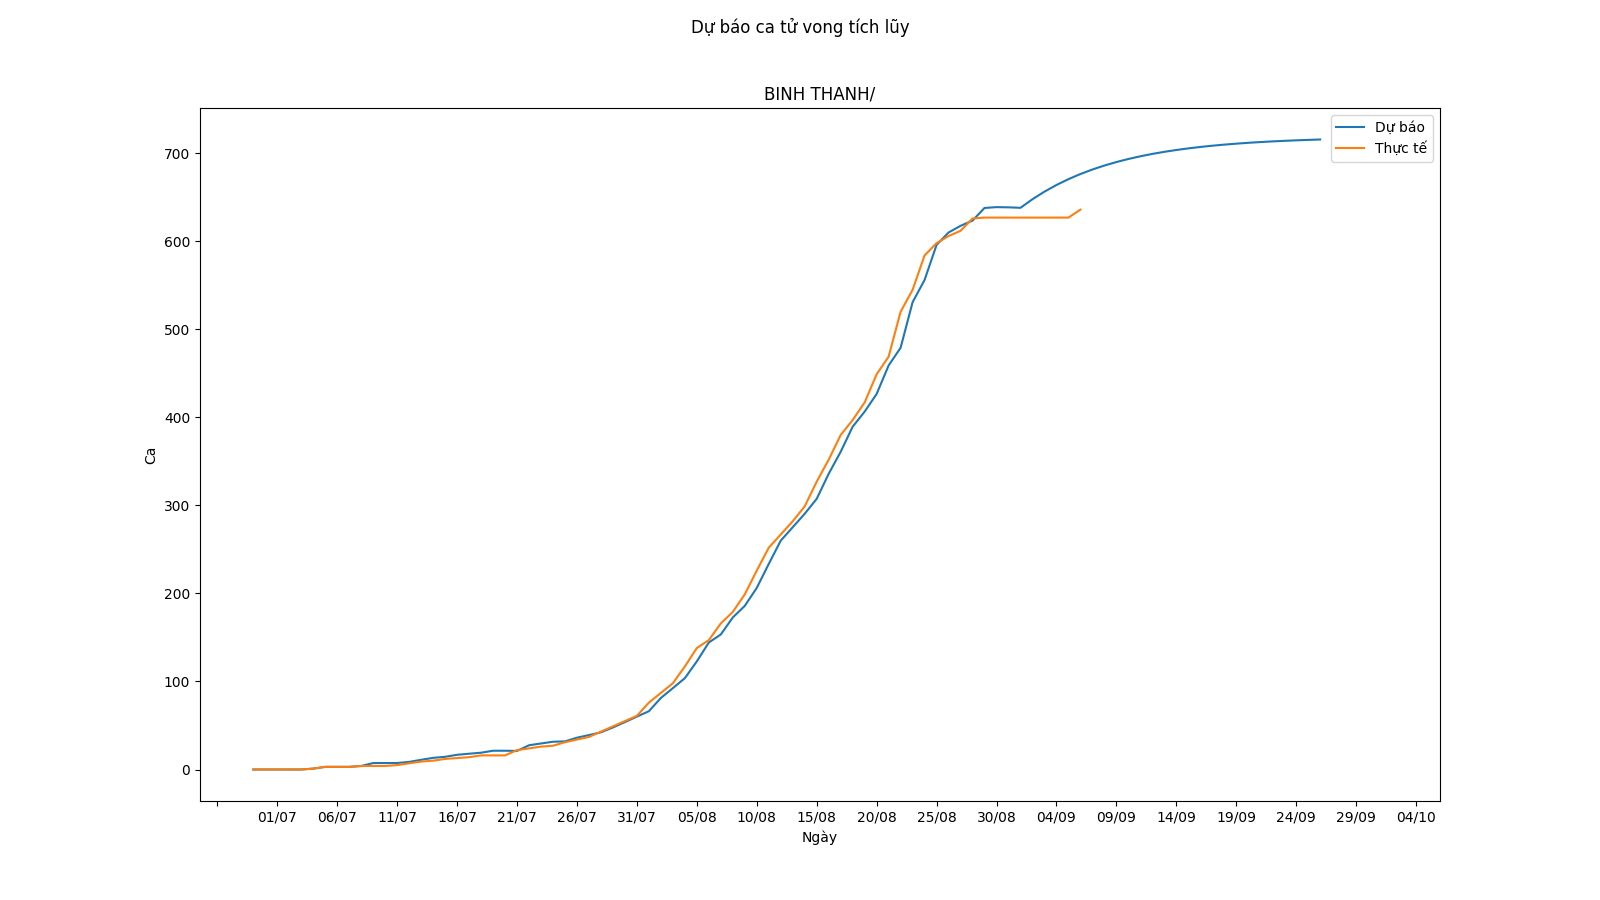 Dự báo ca tử vong tích lũy
BINH THANH/
Dự báo
Thực tế
700
600
500
400
300
200
100
0
Ca
01/07 06/07 11/07 16/07 21/07 26/07 31/07 05/08 10/08 15/08 20/08 25/08 30/08 04/09 09/09 14/09 19/09 24/09 29/09 04/10
Ngày